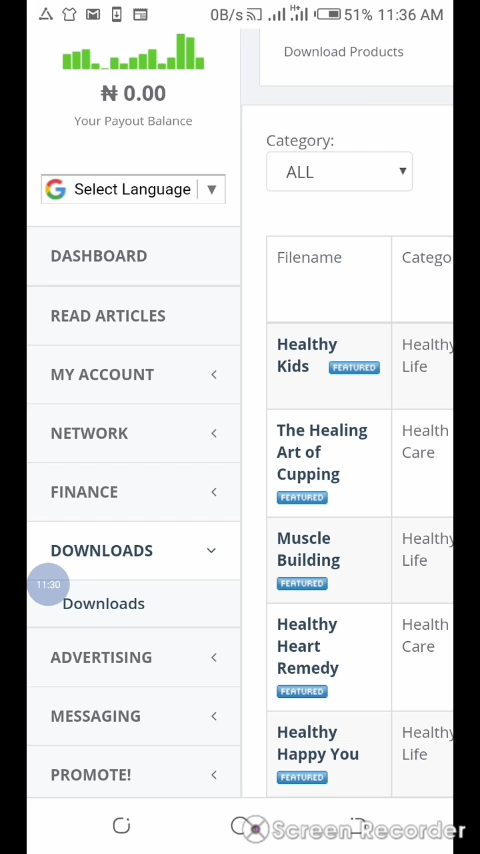 0B/s H+ 51% 11:36 AM
₦ 0.00
Your Payout Balance
Select Language ▼
DASHBOARD
READ ARTICLES
MY ACCOUNT
NETWORK
FINANCE
DOWNLOADS
11:30
Downloads
ADVERTISING
MESSAGING
PROMOTE!
Download Products
Category:
ALL
Filename Catego
Healthy Healthy
Kids FEATURED Life
The Healing Health
Art of Care
Cupping
FEATURED
Muscle Healthy
Building Life
FEATURED
Healthy Health
Heart Care
Remedy
FEATURED
Healthy Healthy
Happy You Life
FEATURED
Screen Recorder